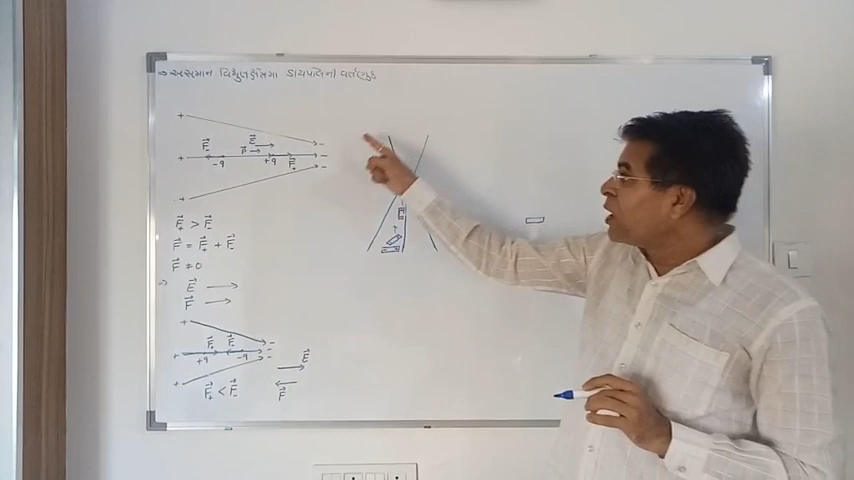 → અસમાન વિદ્યુતક્ષેત્રમાં ડાયપોલની વર્તણુક
+ -
F⃗₋ E⃗
P⃗ →
+ -q +q F⃗₊ -
+ -
F⃗₊ > F⃗₋
F⃗ = F⃗₊ + F⃗₋
F⃗ ≠ 0
→ E⃗ →
F⃗ →
+ -
F⃗₊ F⃗₋ E⃗
+ +q -q -
+ F⃗₊ < F⃗₋ F⃗